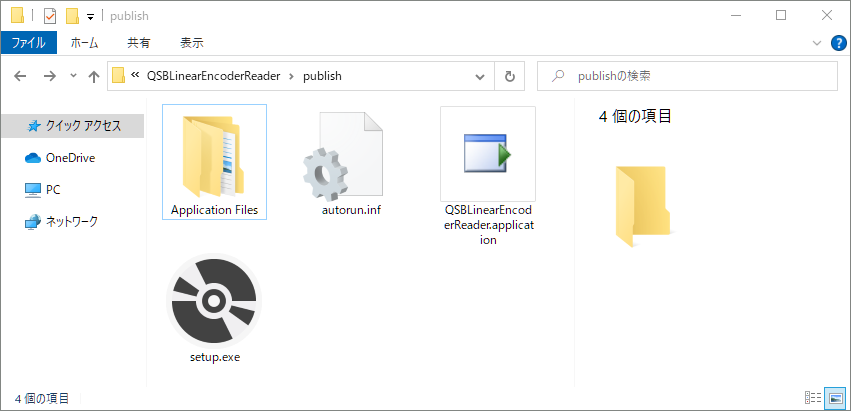 publish
ファイル ホーム 共有 表示
« QSBLinearEncoderReader › publish
publishの検索
クイック アクセス
OneDrive
PC
ネットワーク
Application Files
autorun.inf
QSBLinearEncod
erReader.application
setup.exe
4 個の項目
4 個の項目